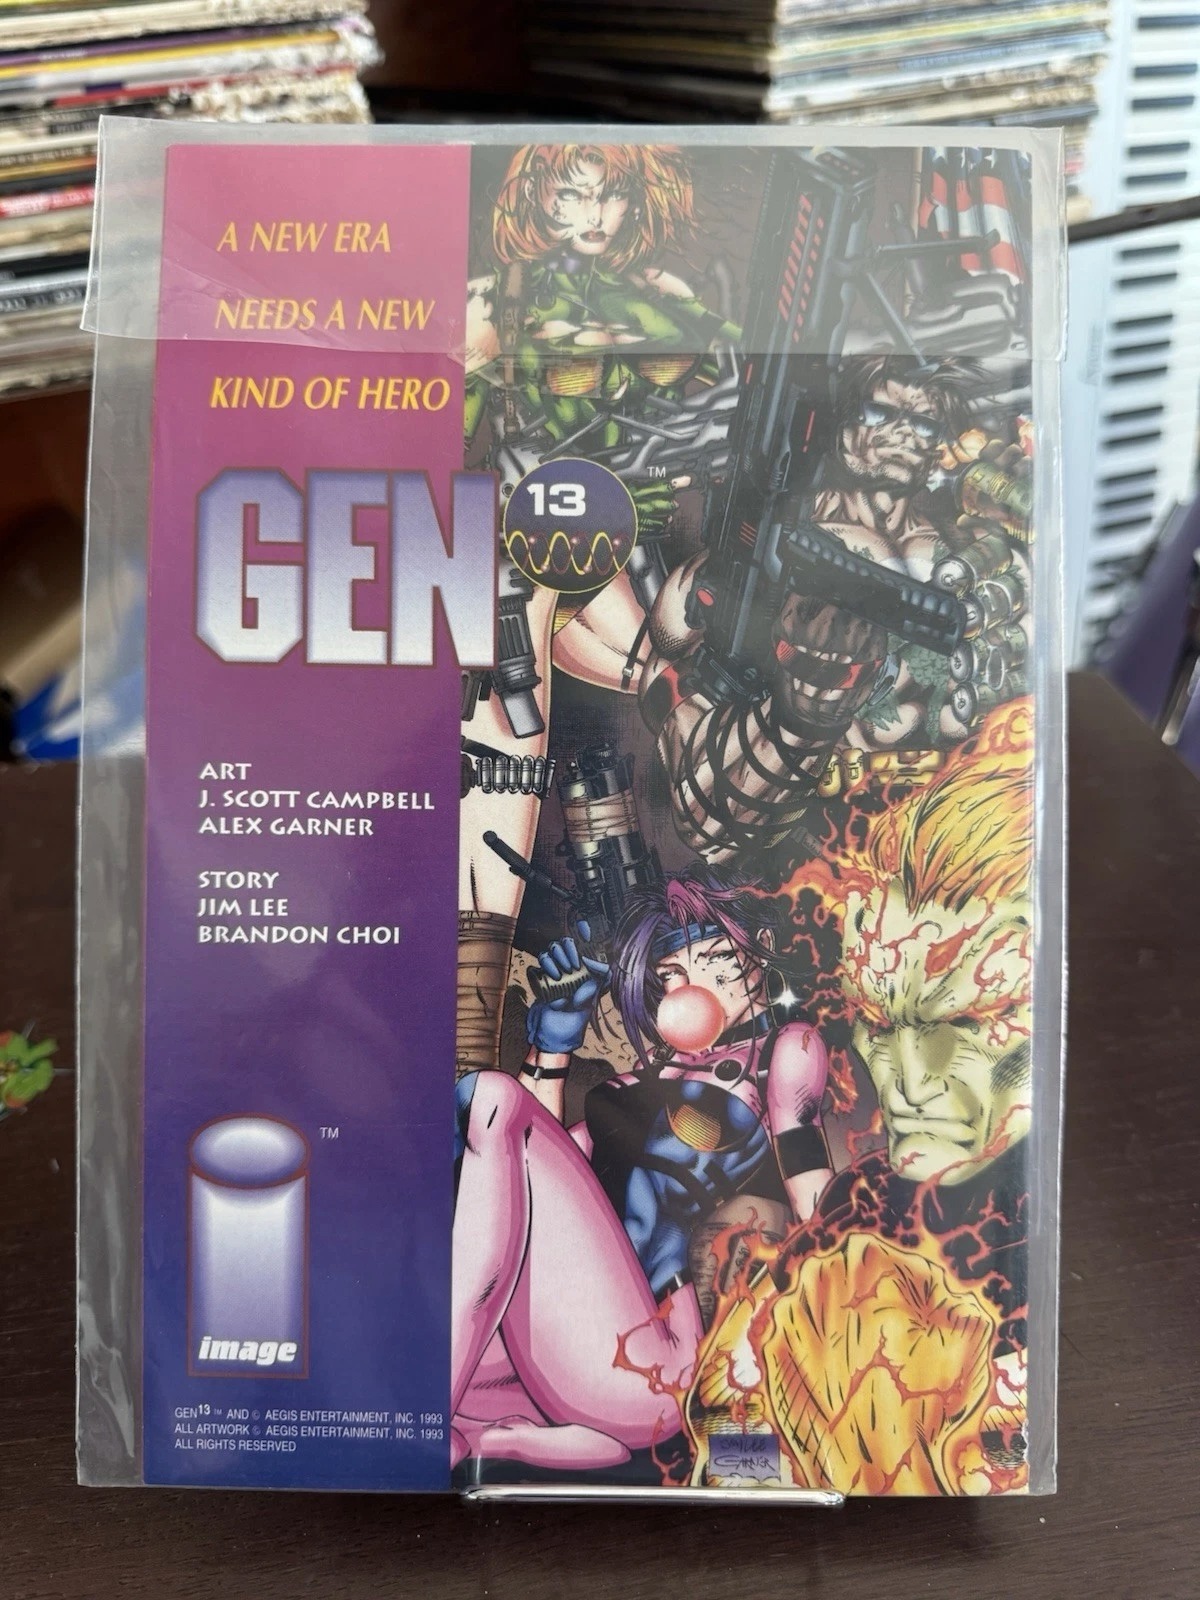 A NEW ERA
NEEDS A NEW
KIND OF HERO
GEN 13 ™
ART
J. SCOTT CAMPBELL
ALEX GARNER
STORY
JIM LEE
BRANDON CHOI
™
image
GEN13 ™ AND © AEGIS ENTERTAINMENT, INC. 1993
ALL ARTWORK © AEGIS ENTERTAINMENT, INC. 1993
ALL RIGHTS RESERVED
GARNER